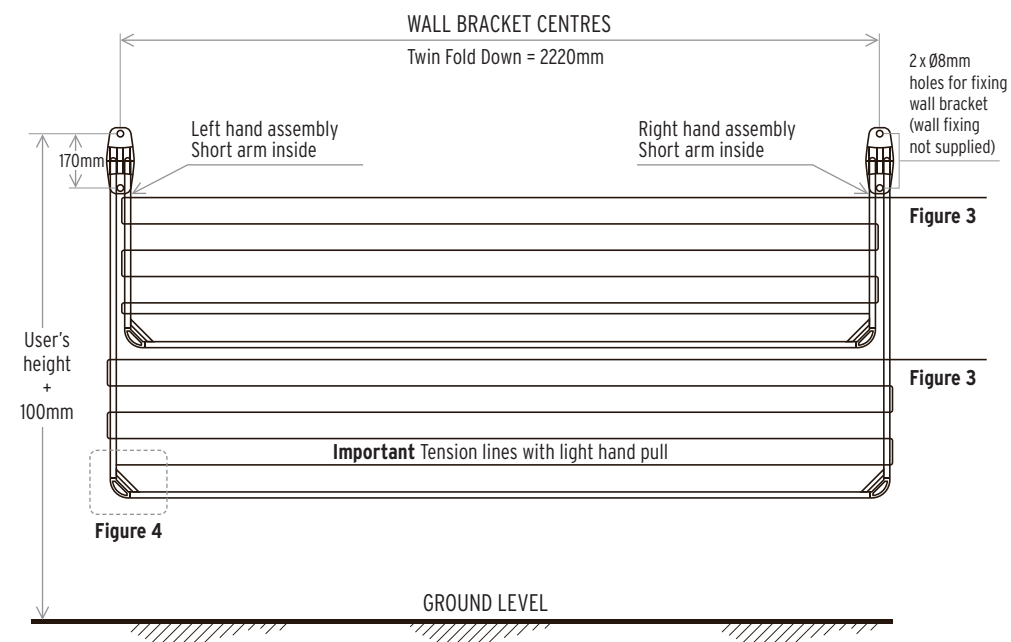 WALL BRACKET CENTRES
Twin Fold Down = 2220mm
2 x Ø8mm
holes for fixing
wall bracket
(wall fixing
not supplied)
Left hand assembly
Short arm inside
Right hand assembly
Short arm inside
170mm
Figure 3
User's
height
+
100mm
Figure 3
Important Tension lines with light hand pull
Figure 4
GROUND LEVEL